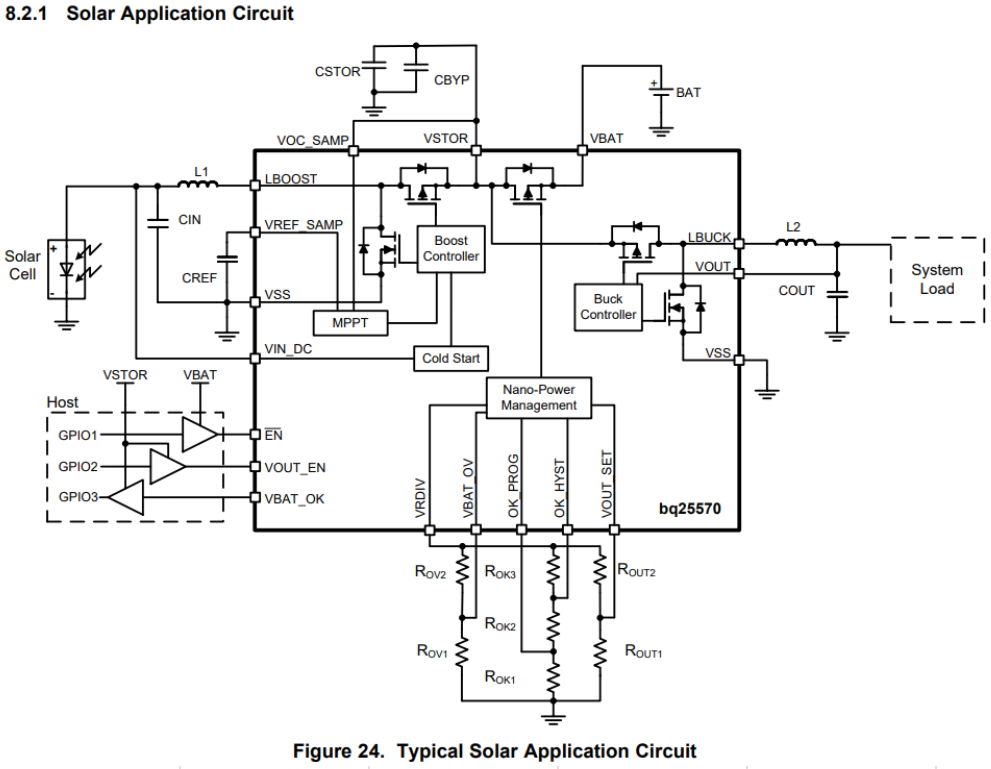 8.2.1 Solar Application Circuit
CSTOR
CBYP
+
BAT
VOC_SAMP
VSTOR
VBAT
L1
LBOOST
CIN
VREF_SAMP
Boost
Controller
LBUCK
L2
Solar
Cell
+
-
CREF
VOUT
System
Load
COUT
VSS
MPPT
Buck
Controller
VIN_DC
Cold Start
VSS
VSTOR
VBAT
Host
Nano-Power
Management
GPIO1
EN
GPIO2
VOUT_EN
GPIO3
VBAT_OK
VRDIV
VBAT_OV
OK_PROG
OK_HYST
VOUT_SET
bq25570
ROV2
ROK3
ROUT2
ROK2
ROV1
ROUT1
ROK1
Figure 24. Typical Solar Application Circuit